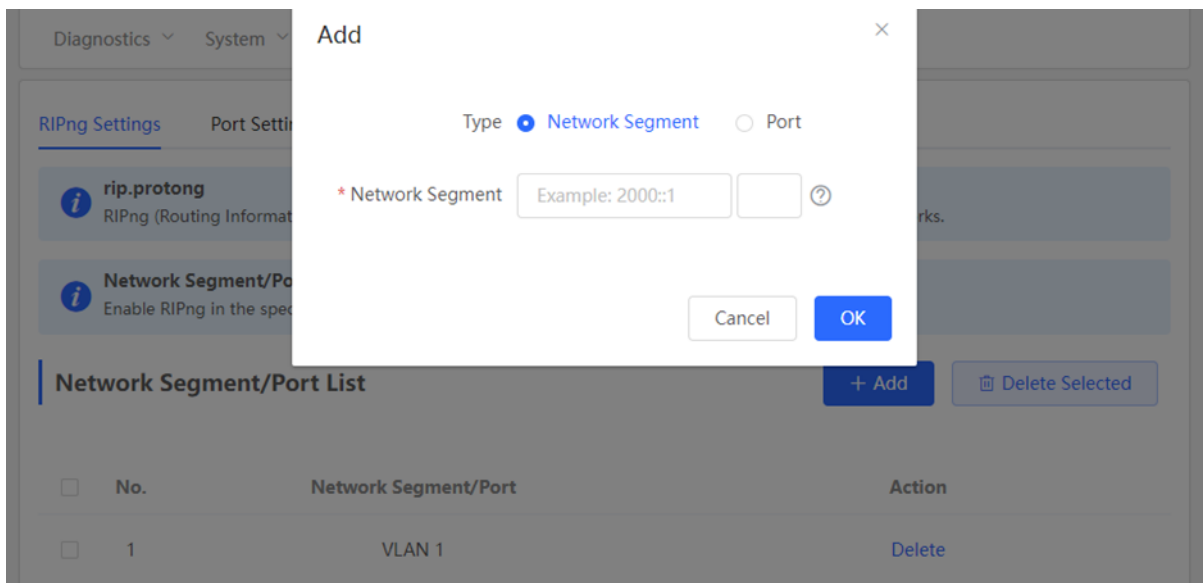 Diagnostics System
Add
RIPng Settings Port Settin
Type Network Segment Port
rip.protong
RIPng (Routing Informat rks.
* Network Segment Example: 2000::1
Network Segment/Po
Enable RIPng in the spec
Cancel OK
Network Segment/Port List + Add Delete Selected
No. Network Segment/Port Action
1 VLAN 1 Delete